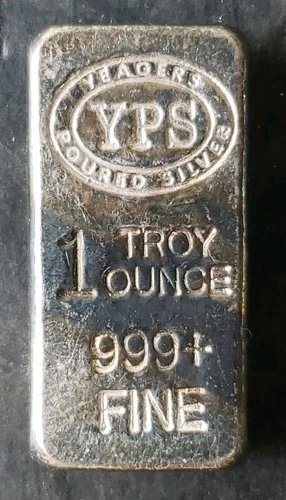 YEAGERS
YPS
POURED SILVER
1 TROY
OUNCE
999+
FINE